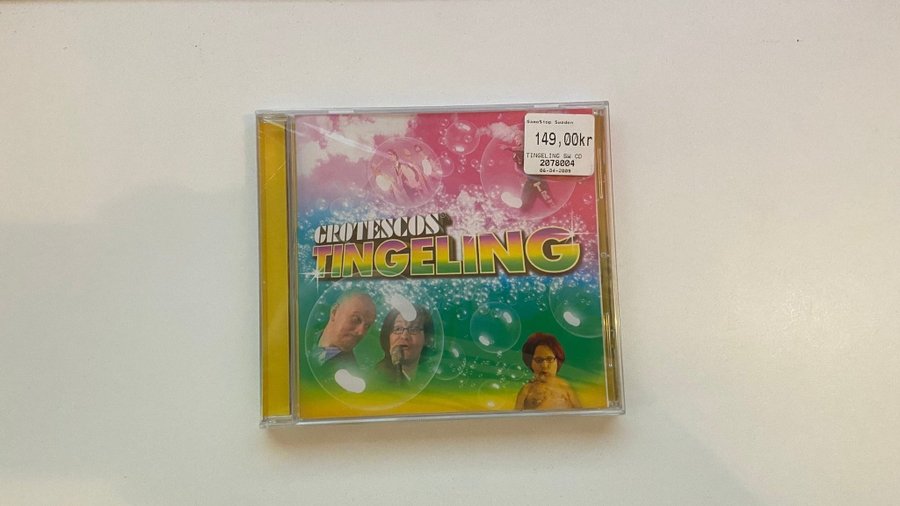 GameStop Sweden
149,00kr
TINGELING SW CD
2078004
06-04-2009
GROTESCOS
TINGELING